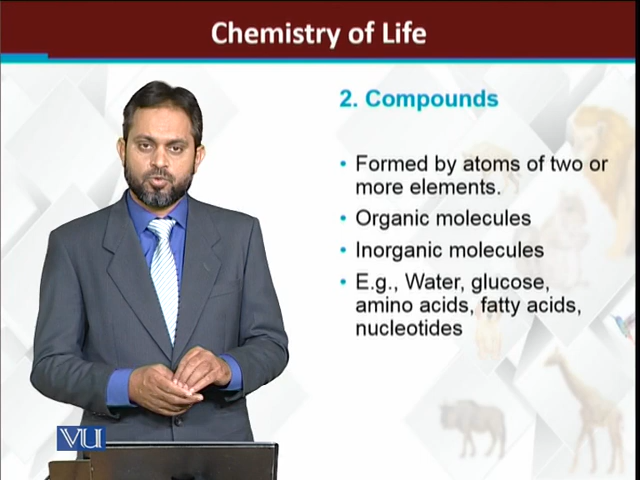 Chemistry of Life
2. Compounds
• Formed by atoms of two or
more elements.
• Organic molecules
• Inorganic molecules
• E.g., Water, glucose,
amino acids, fatty acids,
nucleotides
VU